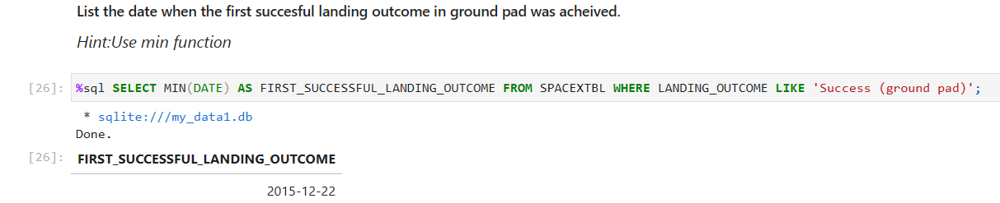 List the date when the first succesful landing outcome in ground pad was acheived.
Hint:Use min function
[26]: %sql SELECT MIN(DATE) AS FIRST_SUCCESSFUL_LANDING_OUTCOME FROM SPACEXTBL WHERE LANDING_OUTCOME LIKE 'Success (ground pad)';
* sqlite:///my_data1.db
Done.
[26]: FIRST_SUCCESSFUL_LANDING_OUTCOME
2015-12-22